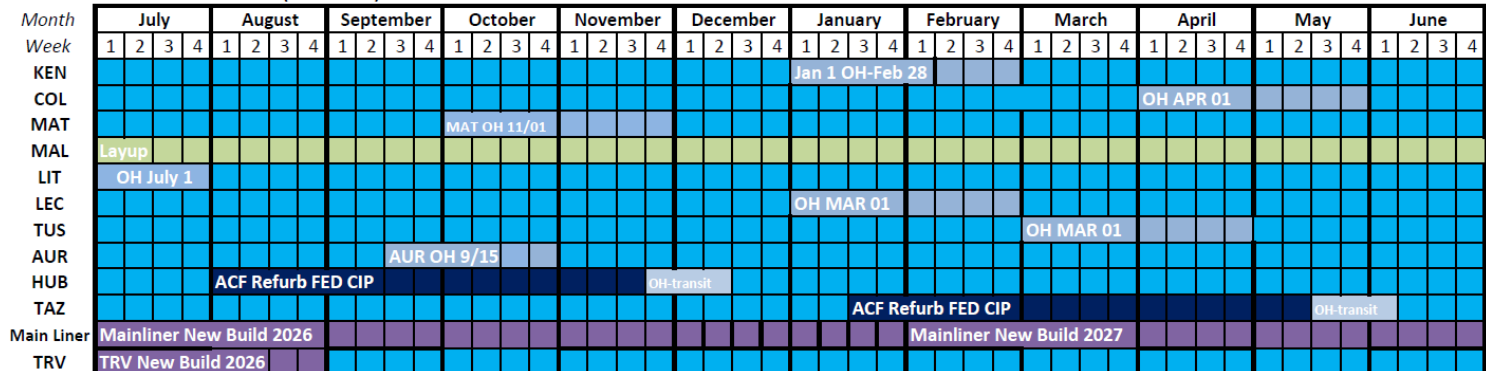 Month July August September October November December January February March April May June
Week 1 2 3 4 1 2 3 4 1 2 3 4 1 2 3 4 1 2 3 4 1 2 3 4 1 2 3 4 1 2 3 4 1 2 3 4 1 2 3 4 1 2 3 4 1 2 3 4
KEN Jan 1 OH-Feb 28
COL OH APR 01
MAT MAT OH 11/01
MAL Layup
LIT OH July 1
LEC OH MAR 01
TUS OH MAR 01
AUR AUR OH 9/15
HUB ACF Refurb FED CIP OH-transit
TAZ ACF Refurb FED CIP OH-transit
Main Liner Mainliner New Build 2026 Mainliner New Build 2027
TRV TRV New Build 2026